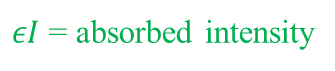 ϵI = absorbed intensity